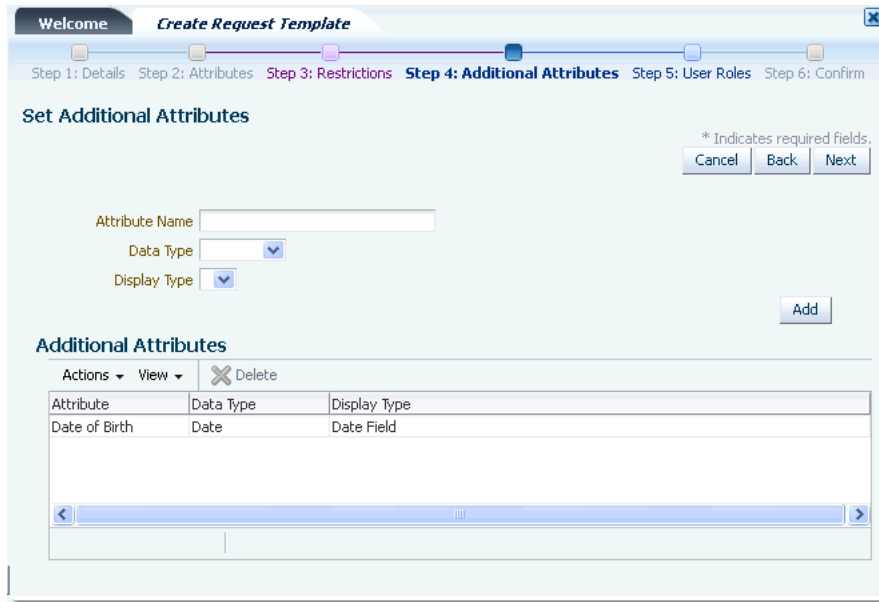 Welcome Create Request Template
Step 1: Details Step 2: Attributes Step 3: Restrictions Step 4: Additional Attributes Step 5: User Roles Step 6: Confirm
Set Additional Attributes
* Indicates required fields.
Cancel Back Next
Attribute Name
Data Type
Display Type
Add
Additional Attributes
Actions View Delete
Attribute Data Type Display Type
Date of Birth Date Date Field